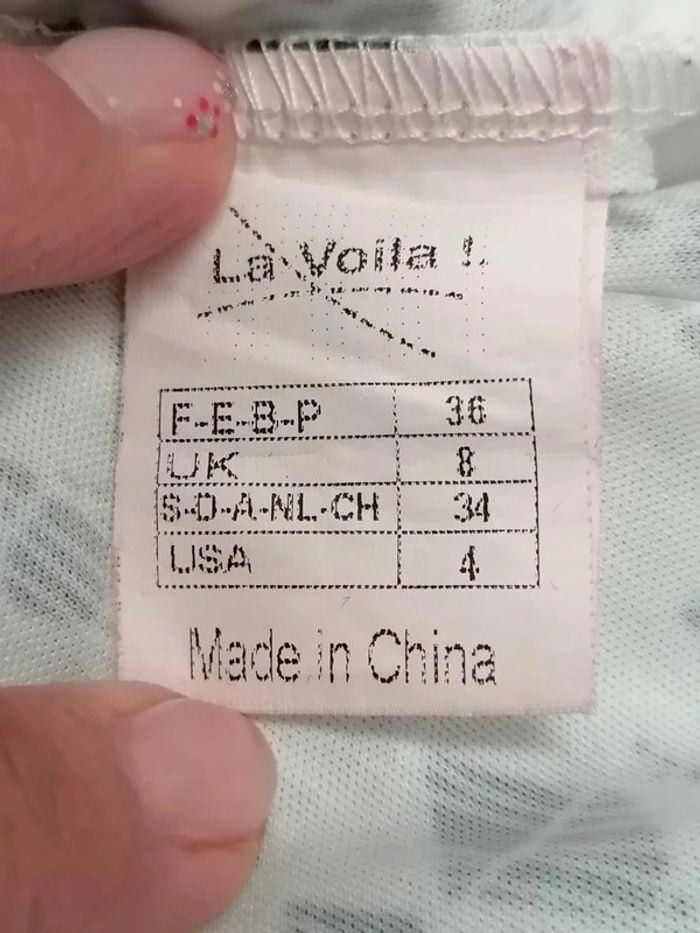 La Voila !
F-E-B-P 36
UK 8
S-D-A-NL-CH 34
USA 4
Made in China